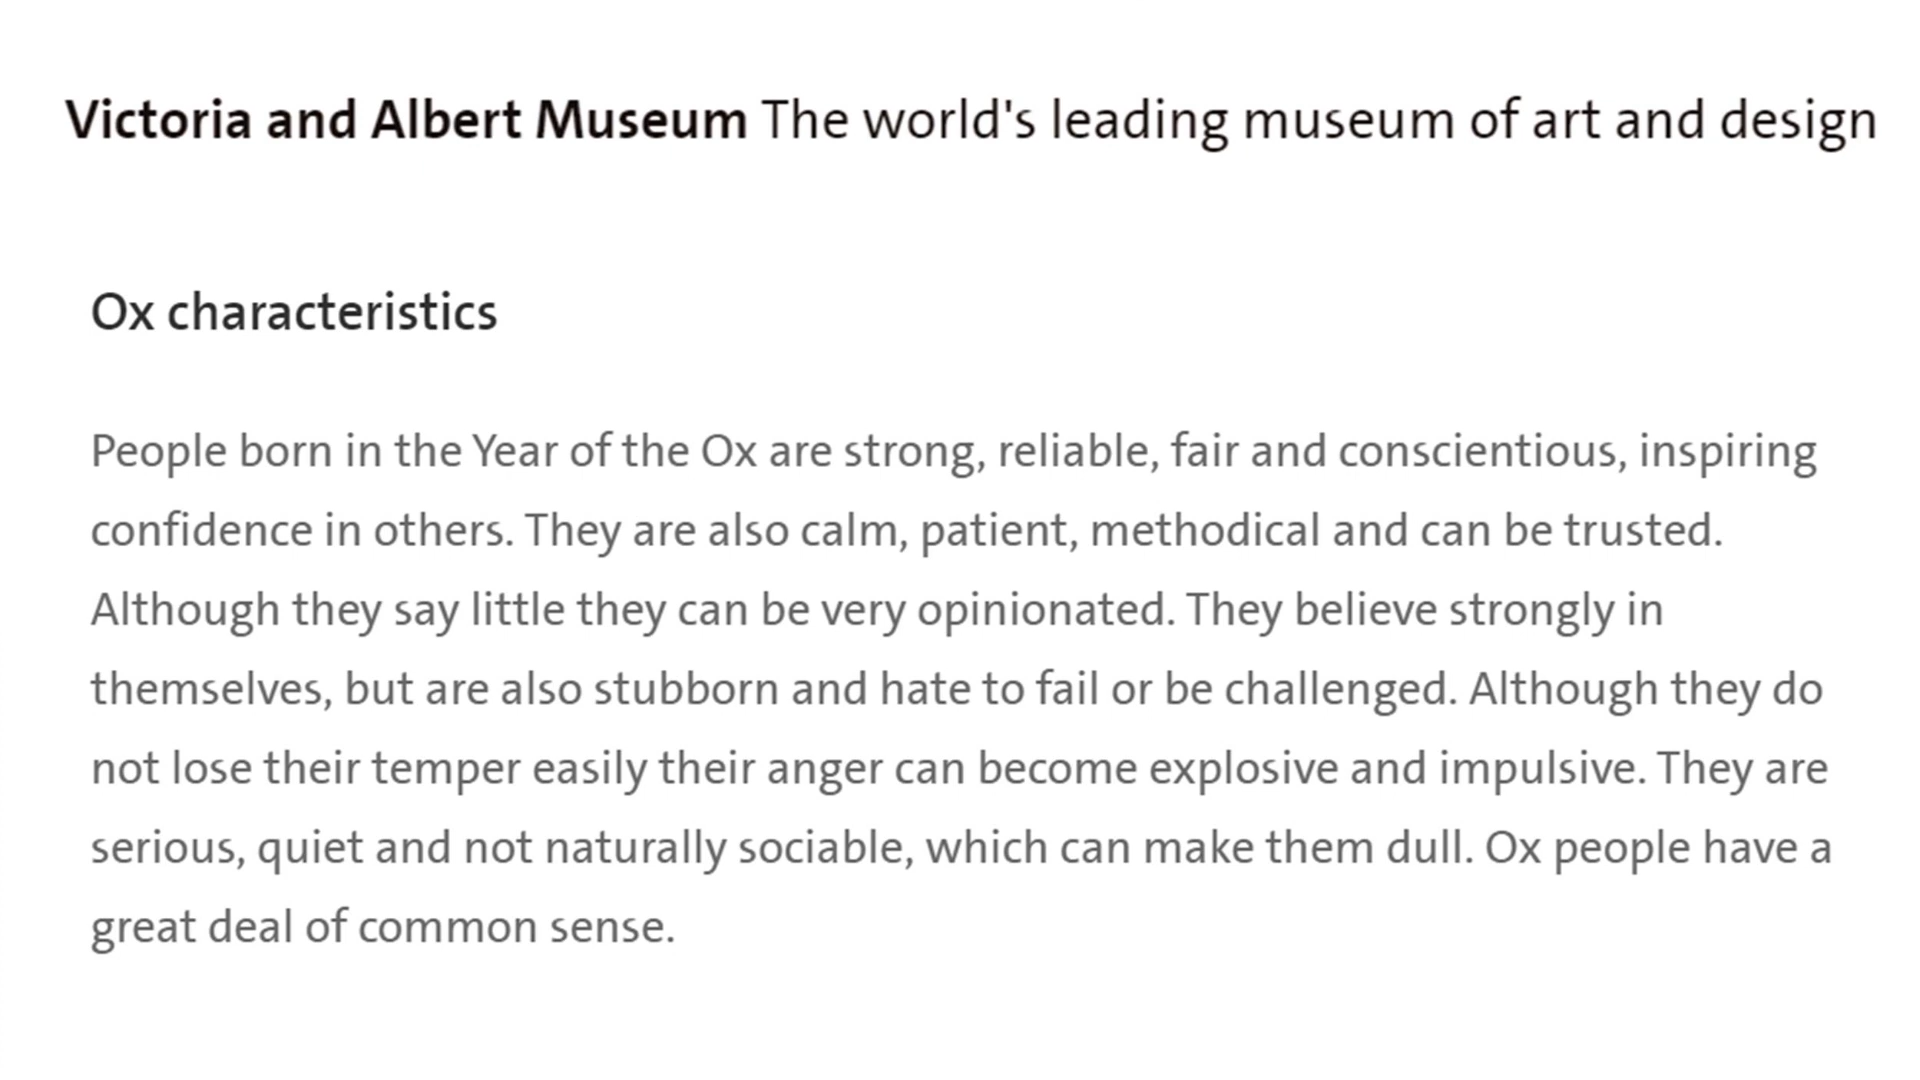 Victoria and Albert Museum The world's leading museum of art and design
Ox characteristics
People born in the Year of the Ox are strong, reliable, fair and conscientious, inspiring
confidence in others. They are also calm, patient, methodical and can be trusted.
Although they say little they can be very opinionated. They believe strongly in
themselves, but are also stubborn and hate to fail or be challenged. Although they do
not lose their temper easily their anger can become explosive and impulsive. They are
serious, quiet and not naturally sociable, which can make them dull. Ox people have a
great deal of common sense.